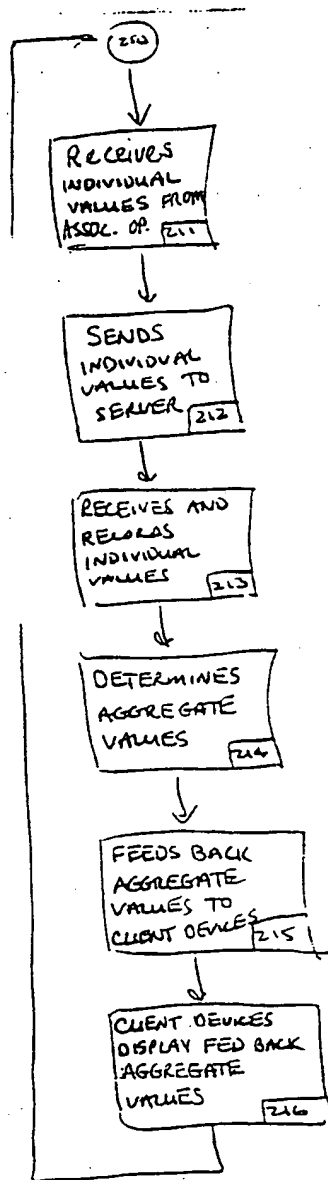 RECEIVES
INDIVIDUAL
VALUES FROM
ASSOC. OP.
211
SENDS
INDIVIDUAL
VALUES TO
SERVER
212
RECEIVES AND
RECORDS
INDIVIDUAL
VALUES
213
DETERMINES
AGGREGATE
VALUES
214
FEEDS BACK
AGGREGATE
VALUES TO
CLIENT DEVICES
215
CLIENT DEVICES
DISPLAY FED BACK
AGGREGATE
VALUES
216